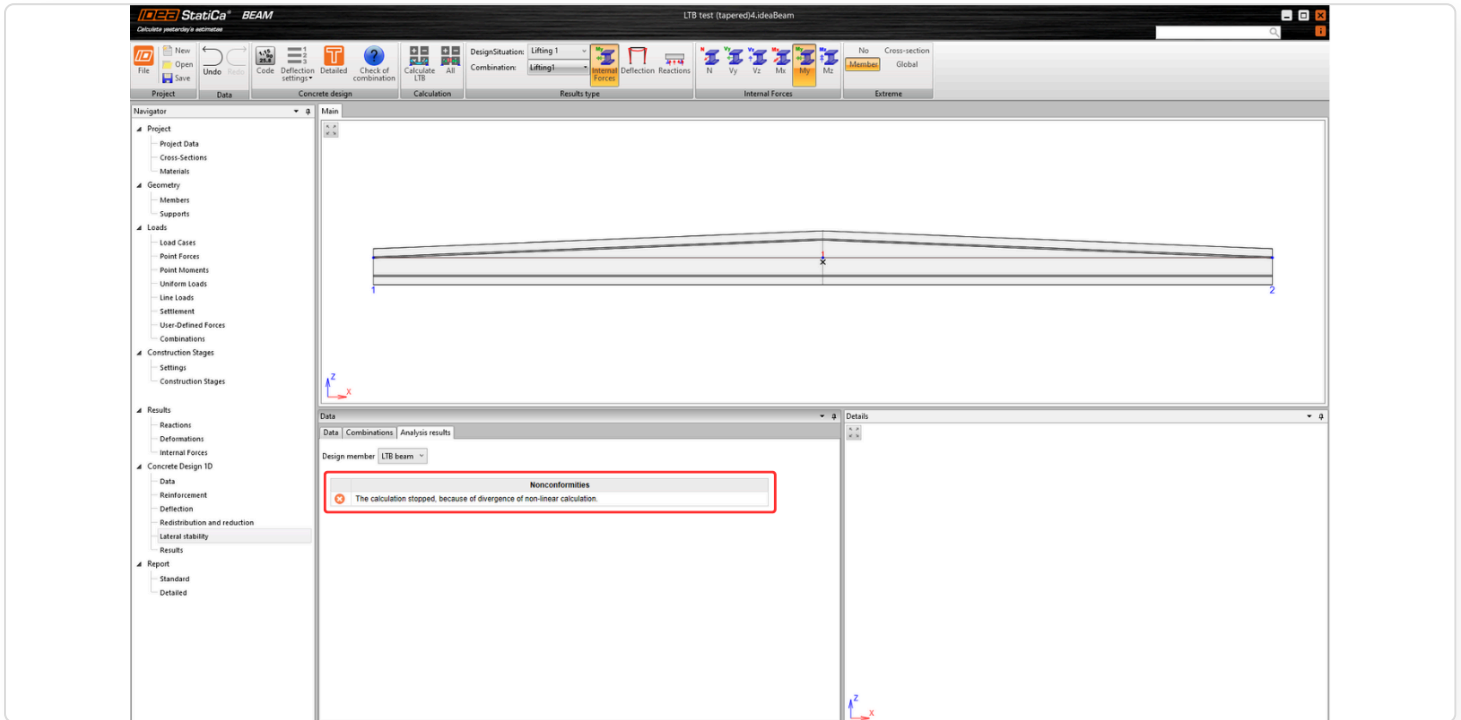 IDEA StatiCa® BEAM
Calculate yesterday's estimates
LTB test (tapered)4.ideaBeam
File
New
Open
Save
Project
Undo
Redo
Data
Code
Deflection settings
Detailed
Check of combination
Concrete design
Calculate LTB
All
Calculation
DesignSituation: Lifting 1
Combination: Lifting1
Internal Forces
Deflection
Reactions
Results type
N
Vy
Vz
Mx
My
Mz
Internal Forces
No
Cross-section
Member
Global
Extreme
Navigator
Project
Project Data
Cross-Sections
Materials
Geometry
Members
Supports
Loads
Load Cases
Point Forces
Point Moments
Uniform Loads
Line Loads
Settlement
User-Defined Forces
Combinations
Construction Stages
Settings
Construction Stages
Results
Reactions
Deformations
Internal Forces
Concrete Design 1D
Data
Reinforcement
Deflection
Redistribution and reduction
Lateral stability
Results
Report
Standard
Detailed
Main
1
2
Z
X
Data
Data Combinations Analysis results
Design member LTB beam
Nonconformities
The calculation stopped, because of divergence of non-linear calculation.
Details
Z
X